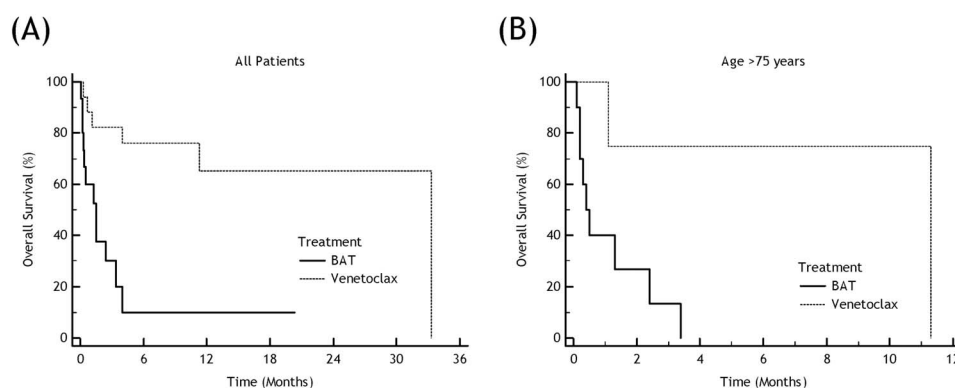 (A)
All Patients
Overall Survival (%)
100
80
60
40
20
0
Treatment
BAT
Venetoclax
0 6 12 18 24 30 36
Time (Months)
(B)
Age >75 years
Overall Survival (%)
100
80
60
40
20
0
Treatment
BAT
Venetoclax
0 2 4 6 8 10 12
Time (Months)